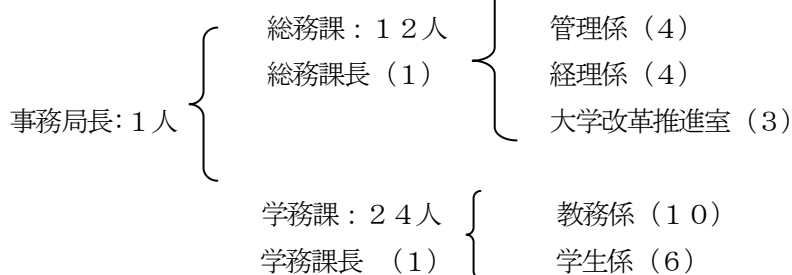 総務課：１２人 管理係（４）
総務課長（１） 経理係（４）
事務局長：１人 大学改革推進室（３）
学務課：２４人 教務係（１０）
学務課長 （１） 学生係（６）